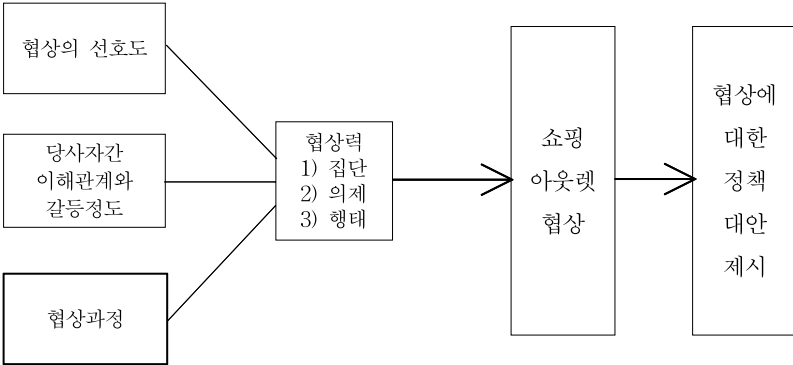 협상의 선호도
당사자간
이해관계와
갈등정도
협상과정
협상력
1) 집단
2) 의제
3) 행태
쇼핑
아웃렛
협상
협상에
대한
정책
대안
제시